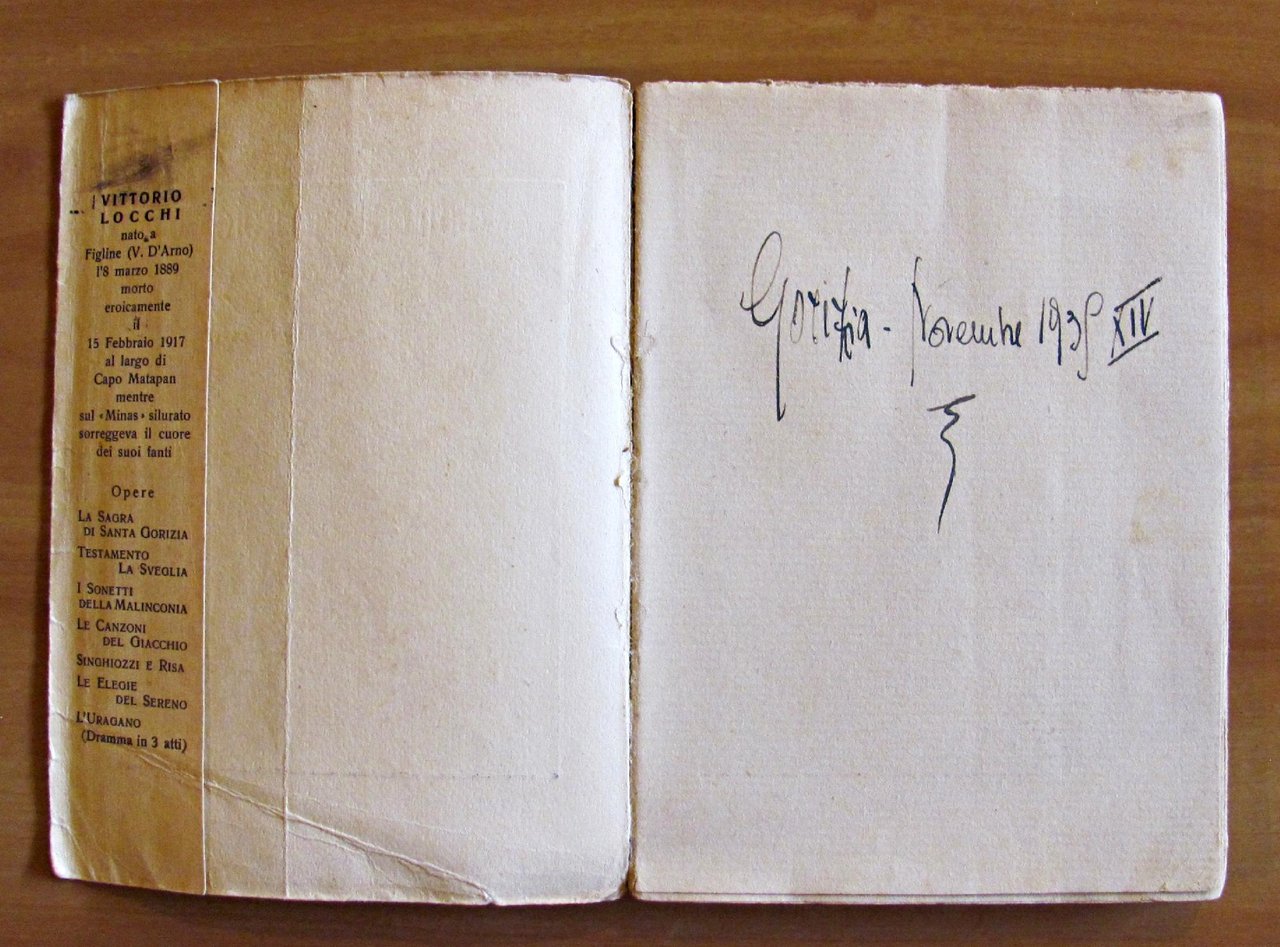 VITTORIO
LOCCHI
nato a
Figline (V. D'Arno)
l'8 marzo 1889
morto
eroicamente
il
15 Febbraio 1917
al largo di
Capo Matapan
mentre
sul «Minas» silurato
sorreggeva il cuore
dei suoi fanti
Opere
LA SAGRA
DI SANTA GORIZIA
TESTAMENTO
LA SVEGLIA
I SONETTI
DELLA MALINCONIA
LE CANZONI
DEL GIACCHIO
SINGHIOZZI E RISA
LE ELEGIE
DEL SERENO
L'URAGANO
(Dramma in 3 atti)
Gorizia - Novembre 1935 XIV